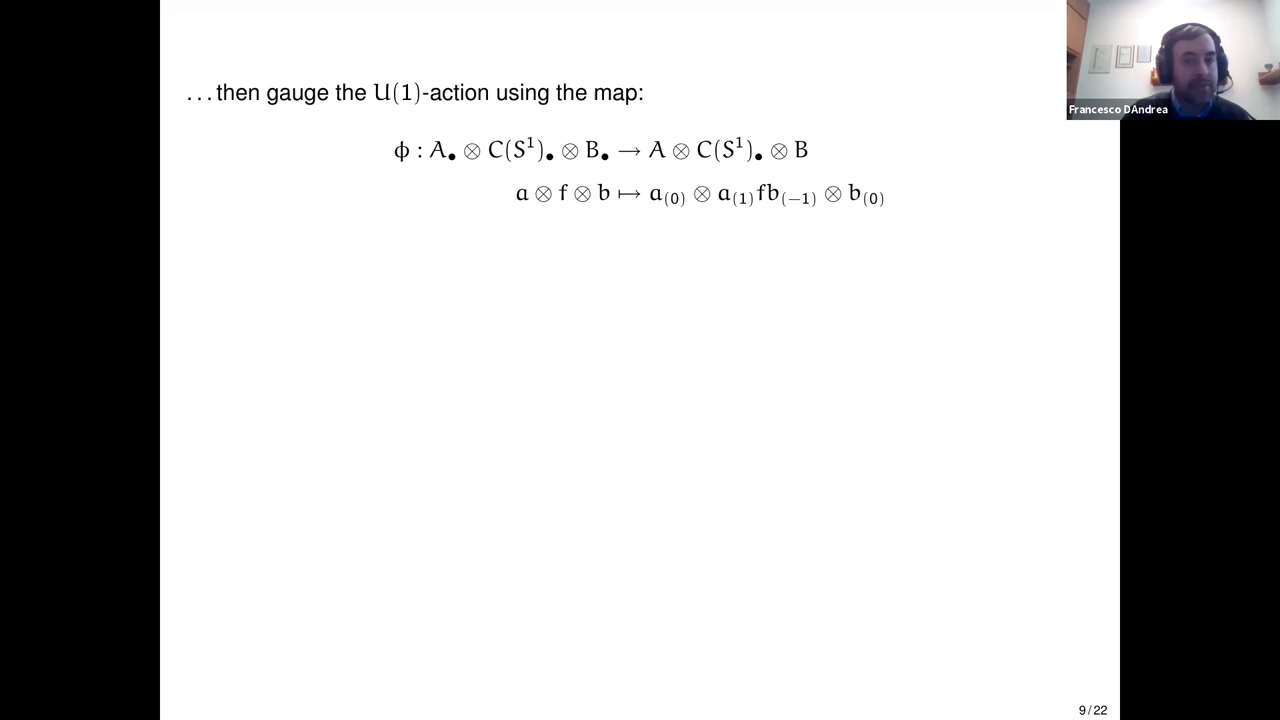 ...then gauge the U(1)-action using the map:
ϕ : A• ⊗ C(S¹)• ⊗ B• → A ⊗ C(S¹)• ⊗ B
a ⊗ f ⊗ b ↦ a₍₀₎ ⊗ a₍₁₎fb₍₋₁₎ ⊗ b₍₀₎
Francesco DAndrea
9/22